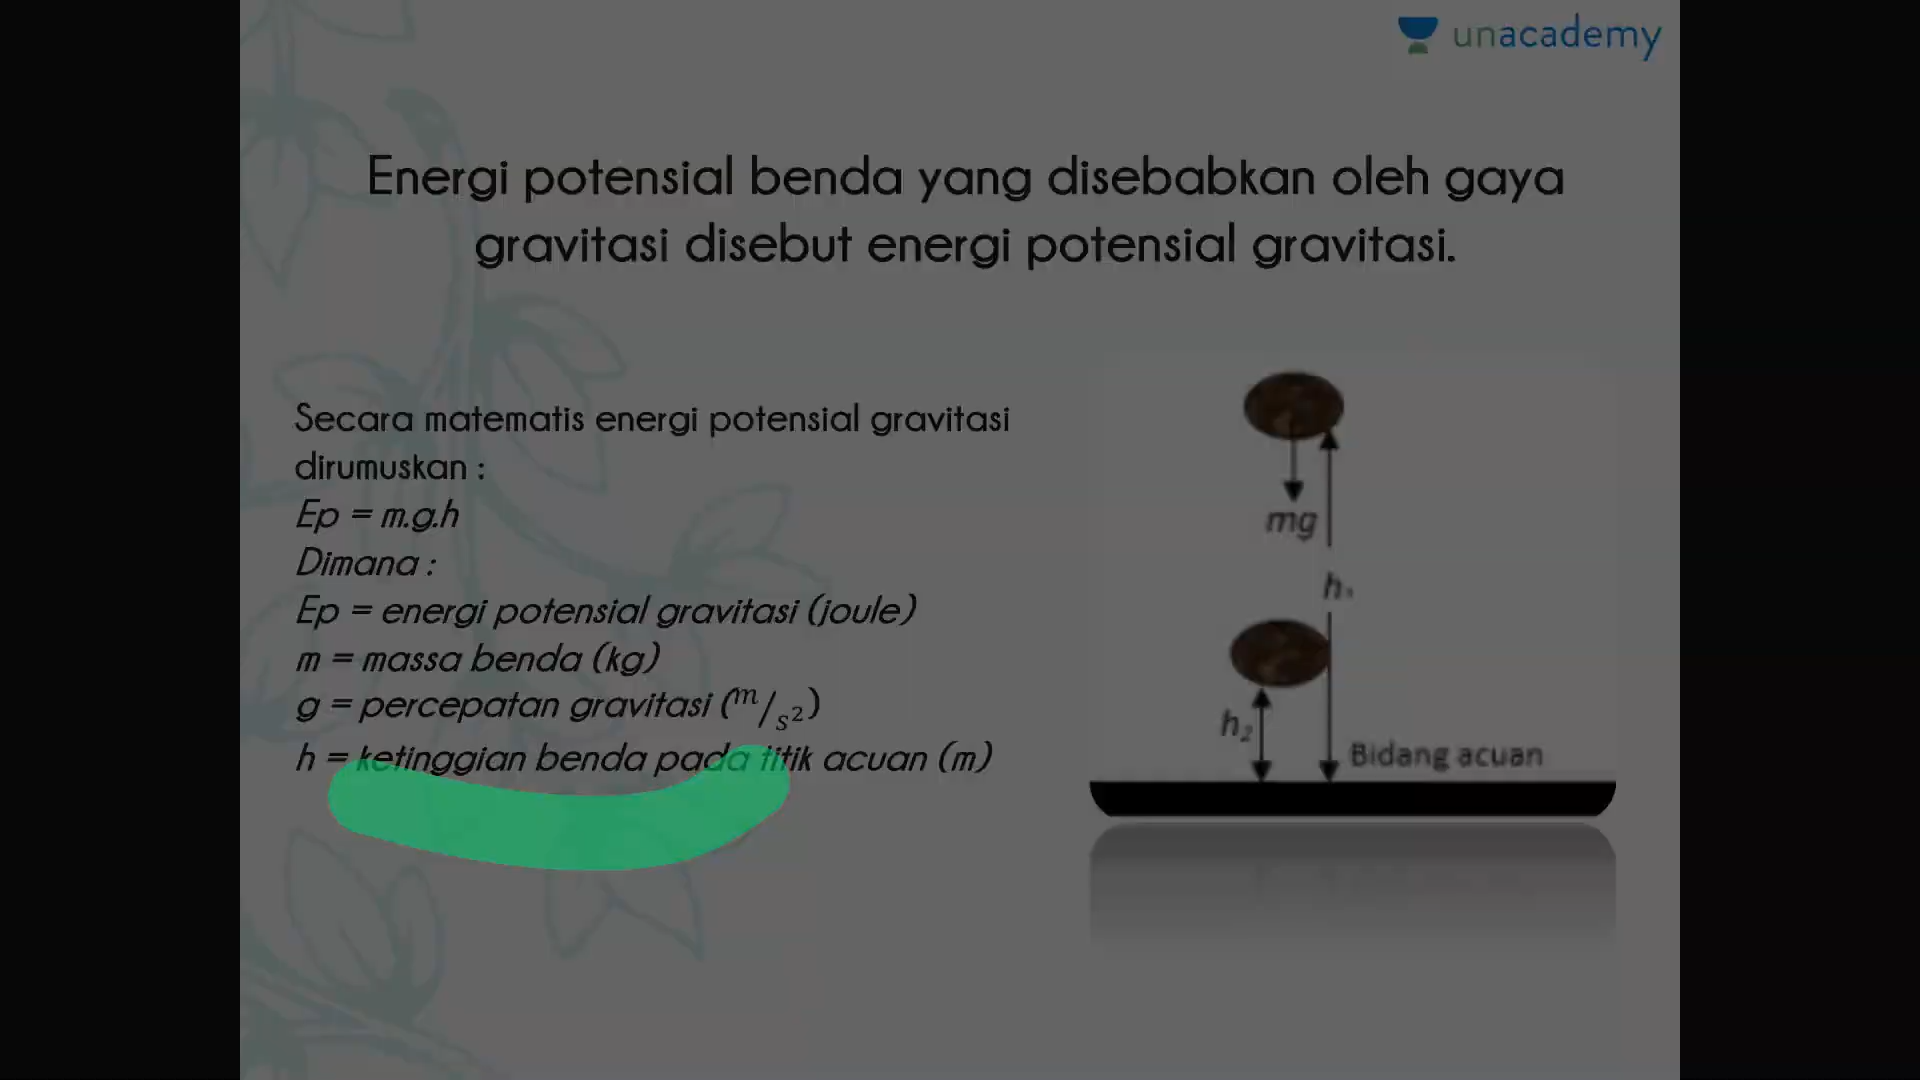 unacademy
Energi potensial benda yang disebabkan oleh gaya
gravitasi disebut energi potensial gravitasi.
Secara matematis energi potensial gravitasi
dirumuskan :
Ep = m.g.h
Dimana :
Ep = energi potensial gravitasi (joule)
m = massa benda (kg)
g = percepatan gravitasi (m/s²)
h = ketinggian benda pada titik acuan (m)
mg
h₁
h₂
Bidang acuan